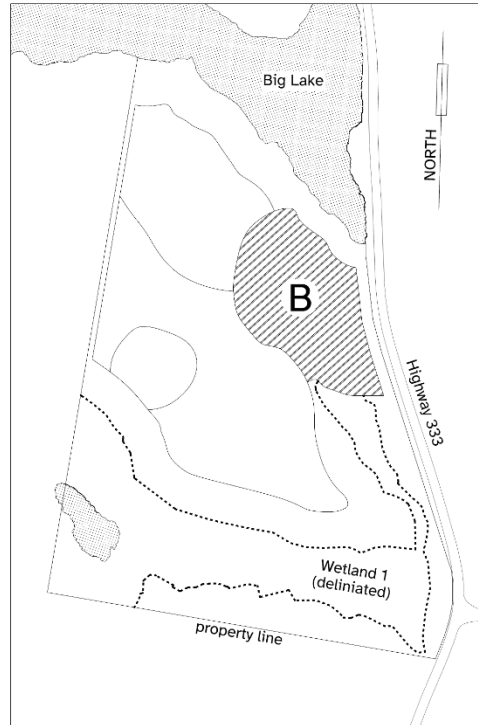 Big Lake
NORTH
B
Highway 333
Wetland 1
(deliniated)
property line